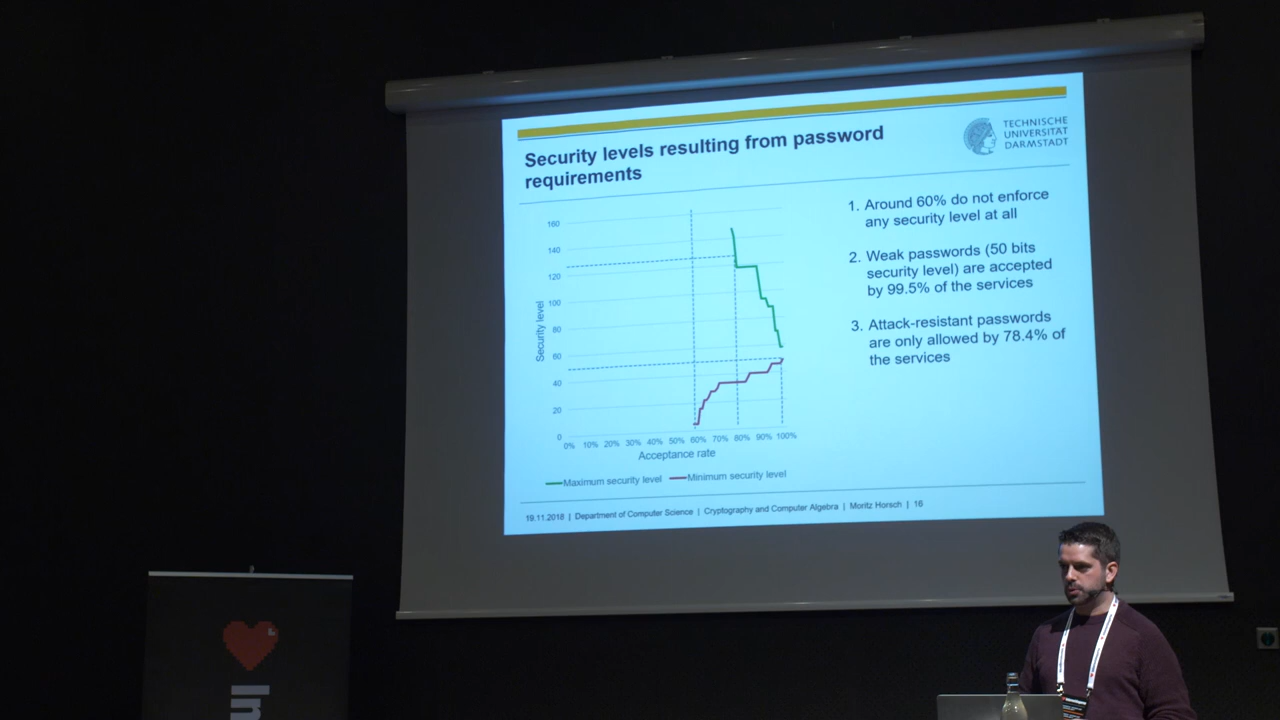 Security levels resulting from password
requirements
TECHNISCHE
UNIVERSITÄT
DARMSTADT
1. Around 60% do not enforce
any security level at all
2. Weak passwords (50 bits
security level) are accepted
by 99.5% of the services
3. Attack-resistant passwords
are only allowed by 78.4% of
the services
160
140
120
100
80
60
40
20
0
Security level
0% 10% 20% 30% 40% 50% 60% 70% 80% 90% 100%
Acceptance rate
Maximum security level Minimum security level
19.11.2018 | Department of Computer Science | Cryptography and Computer Algebra | Moritz Horsch | 16
In